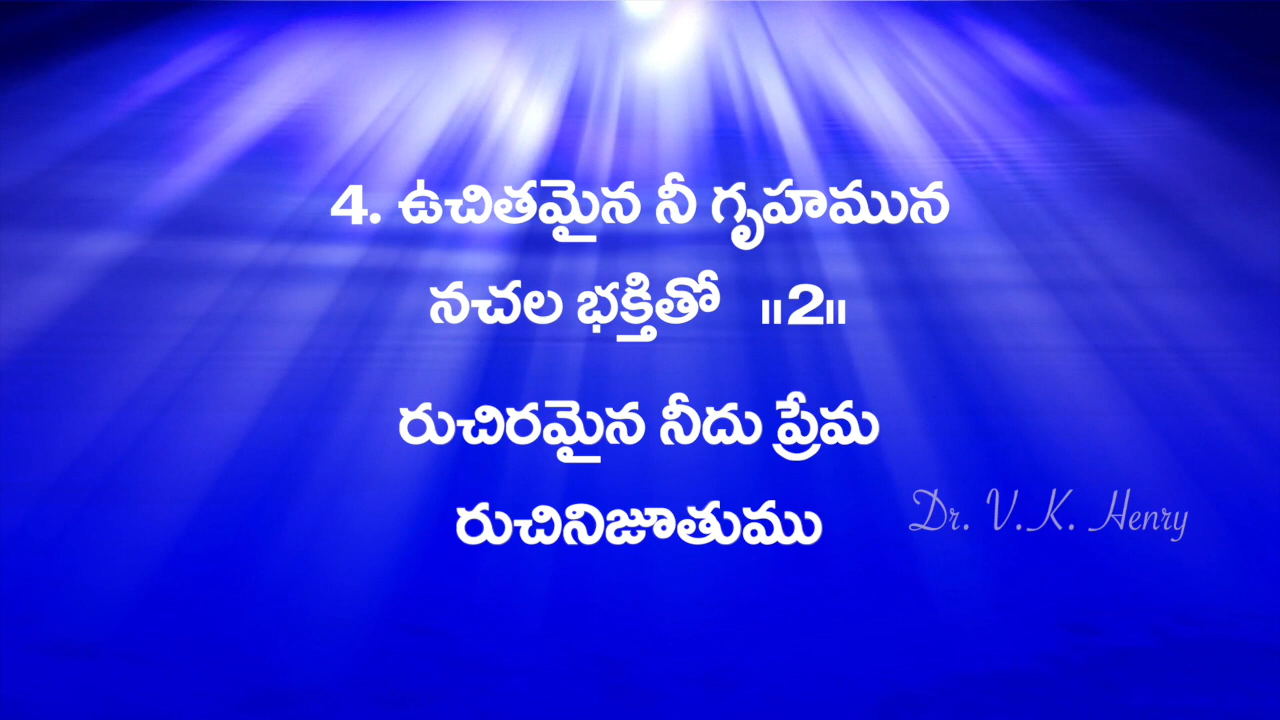 4. ఉచితమైన నీ గృహమున
నచల భక్తితో ॥2॥
రుచిరమైన నీదు ప్రేమ
రుచినిజూతుము
Dr. V.K. Henry